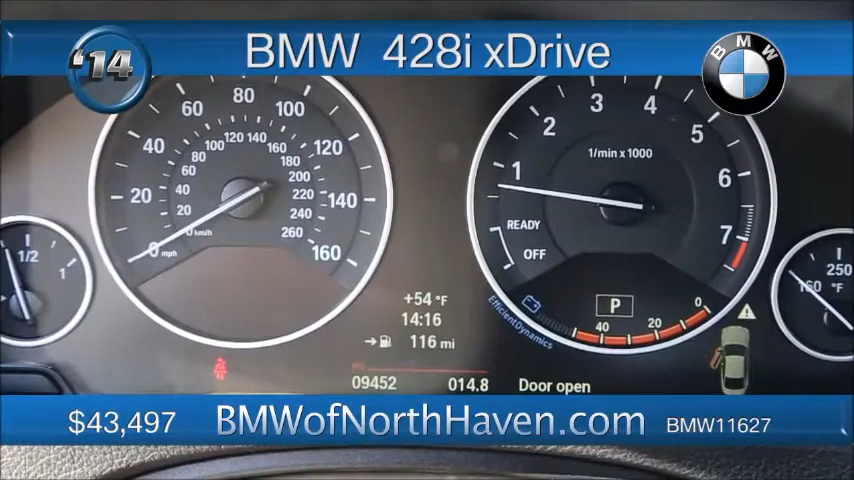 '14
BMW 428i xDrive
BMW
20 40 60 80 100 120 140 160
20 40 60 80 100 120 140 160 180 200 220 240 260
0 mph
0 km/h
1/2 1
1 2 3 4 5 6 7
1/min x 1000
READY
OFF
P
EfficientDynamics
40 20 0
160 250
°F
+54 °F
14:16
116 mi
09452 014.8
Door open
$43,497
BMWofNorthHaven.com
BMW11627